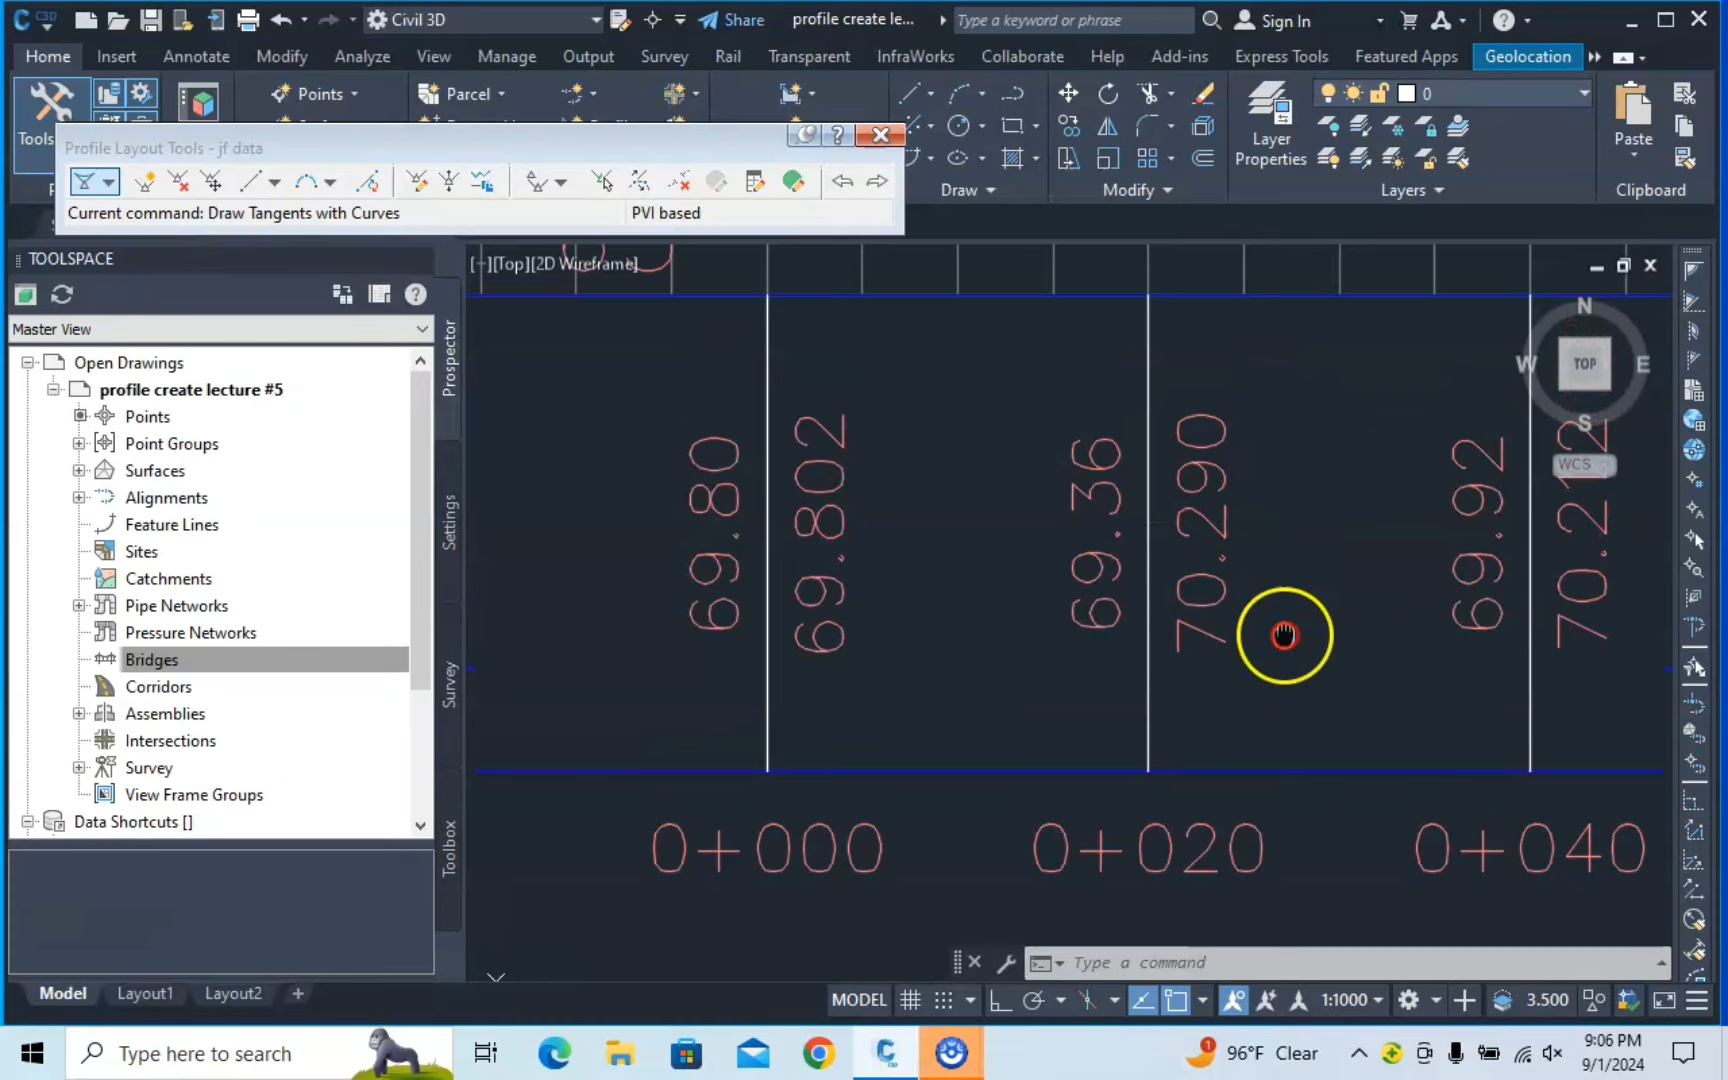 C3D
Civil 3D
Share
profile create le...
Type a keyword or phrase
Sign In
Home
Insert
Annotate
Modify
Analyze
View
Manage
Output
Survey
Rail
Transparent
InfraWorks
Collaborate
Help
Add-ins
Express Tools
Featured Apps
Geolocation
Points
Parcel
0
Tools
Layer
Properties
Paste
Draw
Modify
Layers
Clipboard
Profile Layout Tools - jf data
Current command: Draw Tangents with Curves
PVI based
TOOLSPACE
Master View
Open Drawings
profile create lecture #5
Points
Point Groups
Surfaces
Alignments
Feature Lines
Sites
Catchments
Pipe Networks
Pressure Networks
Bridges
Corridors
Assemblies
Intersections
Survey
View Frame Groups
Data Shortcuts []
Prospector
Settings
Survey
Toolbox
[−][Top][2D Wireframe]
N
W
TOP
E
S
WCS
69.80
69.802
69.36
70.290
69.92
70.212
0+000
0+020
0+040
Type a command
Model
Layout1
Layout2
MODEL
1:1000
3.500
Type here to search
1
96°F Clear
9:06 PM
9/1/2024